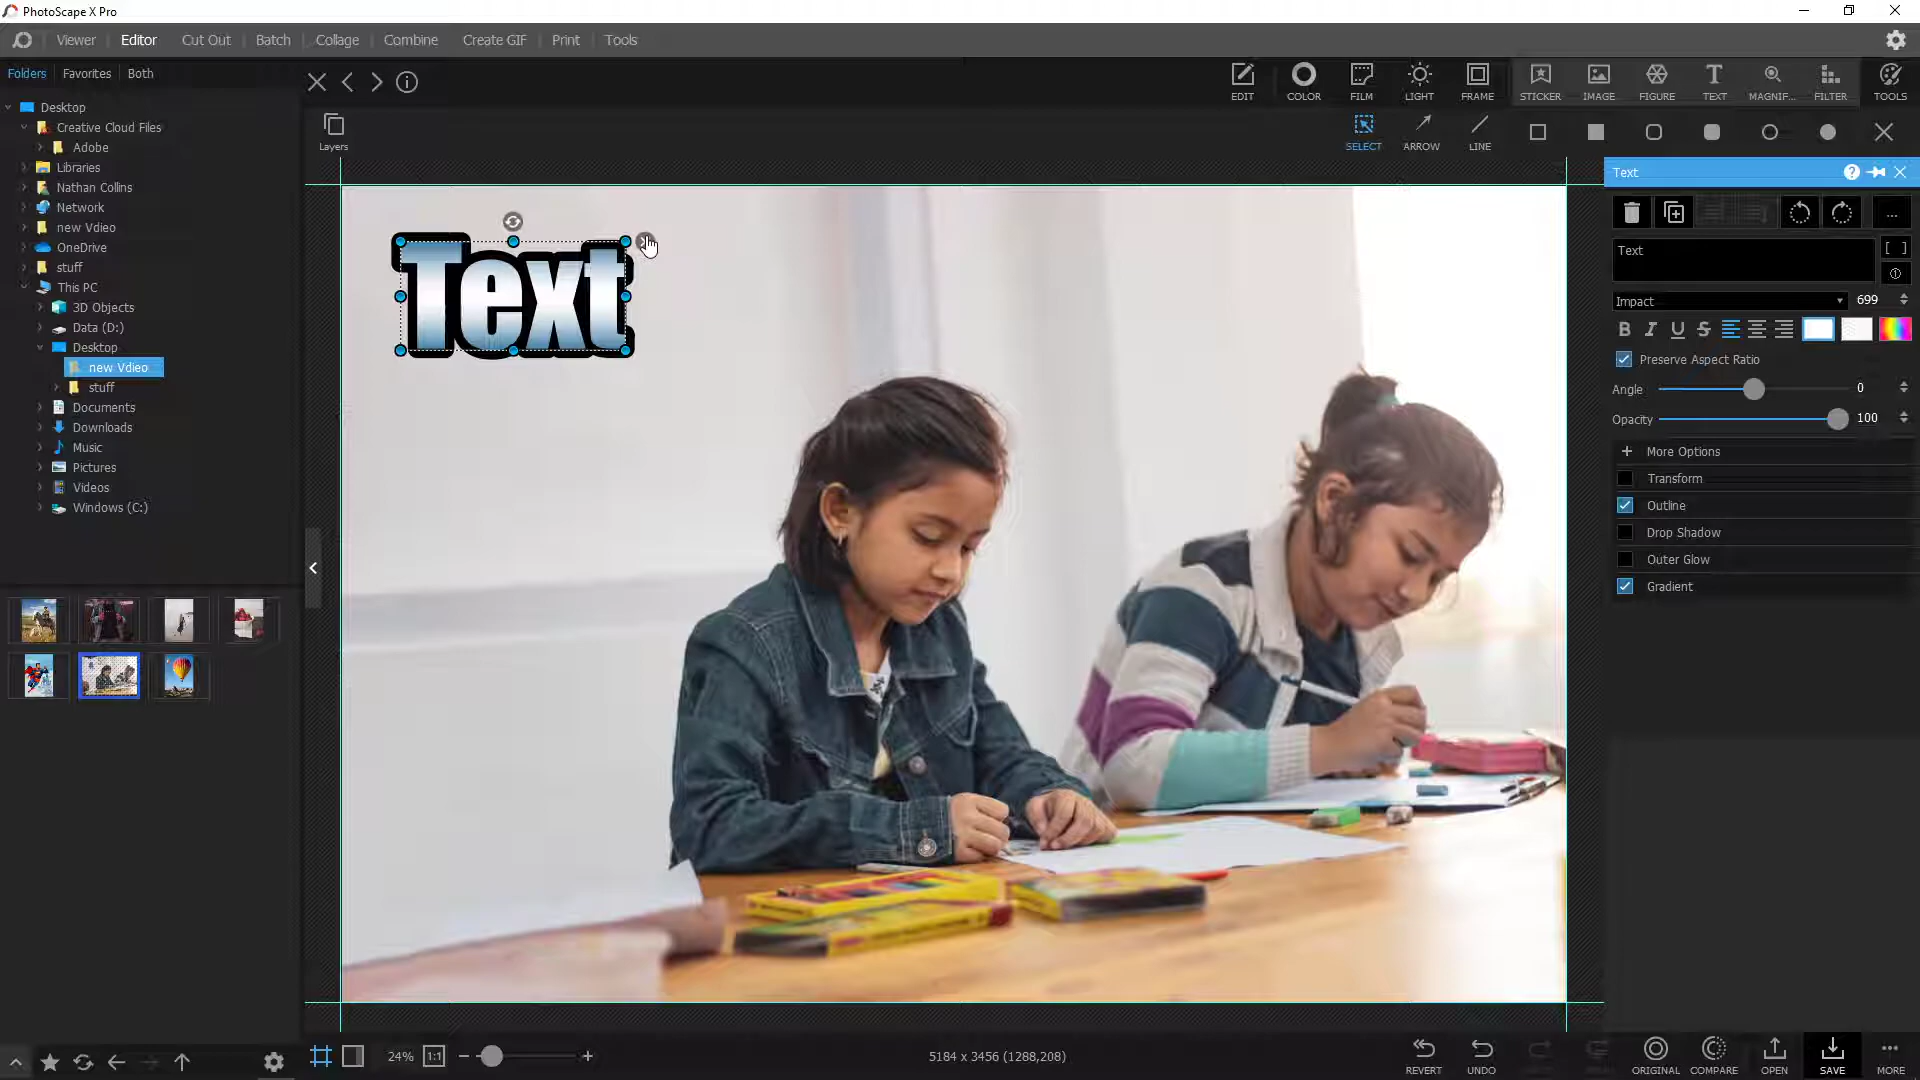 PhotoScape X Pro
Viewer Editor Cut Out Batch Collage Combine Create GIF Print Tools
Folders Favorites Both
EDIT COLOR FILM LIGHT FRAME STICKER IMAGE FIGURE TEXT MAGNIF... FILTER TOOLS
Layers
SELECT ARROW LINE
Desktop
Creative Cloud Files
Adobe
Libraries
Nathan Collins
Network
new Vdieo
OneDrive
stuff
This PC
3D Objects
Data (D:)
Desktop
new Vdieo
stuff
Documents
Downloads
Music
Pictures
Videos
Windows (C:)
Text
Text
...
Text
[ ]
Impact 699
B I U S
Preserve Aspect Ratio
Angle 0
Opacity 100
+ More Options
Transform
Outline
Drop Shadow
Outer Glow
Gradient
24% 1:1
5184 x 3456 (1288,208)
REVERT UNDO ORIGINAL COMPARE OPEN SAVE MORE